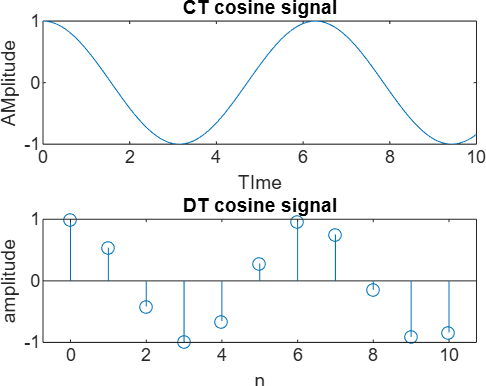 CT cosine signal
1
0
-1
AMplitude
0 2 4 6 8 10
TIme
DT cosine signal
1
0
-1
amplitude
0 2 4 6 8 10
n